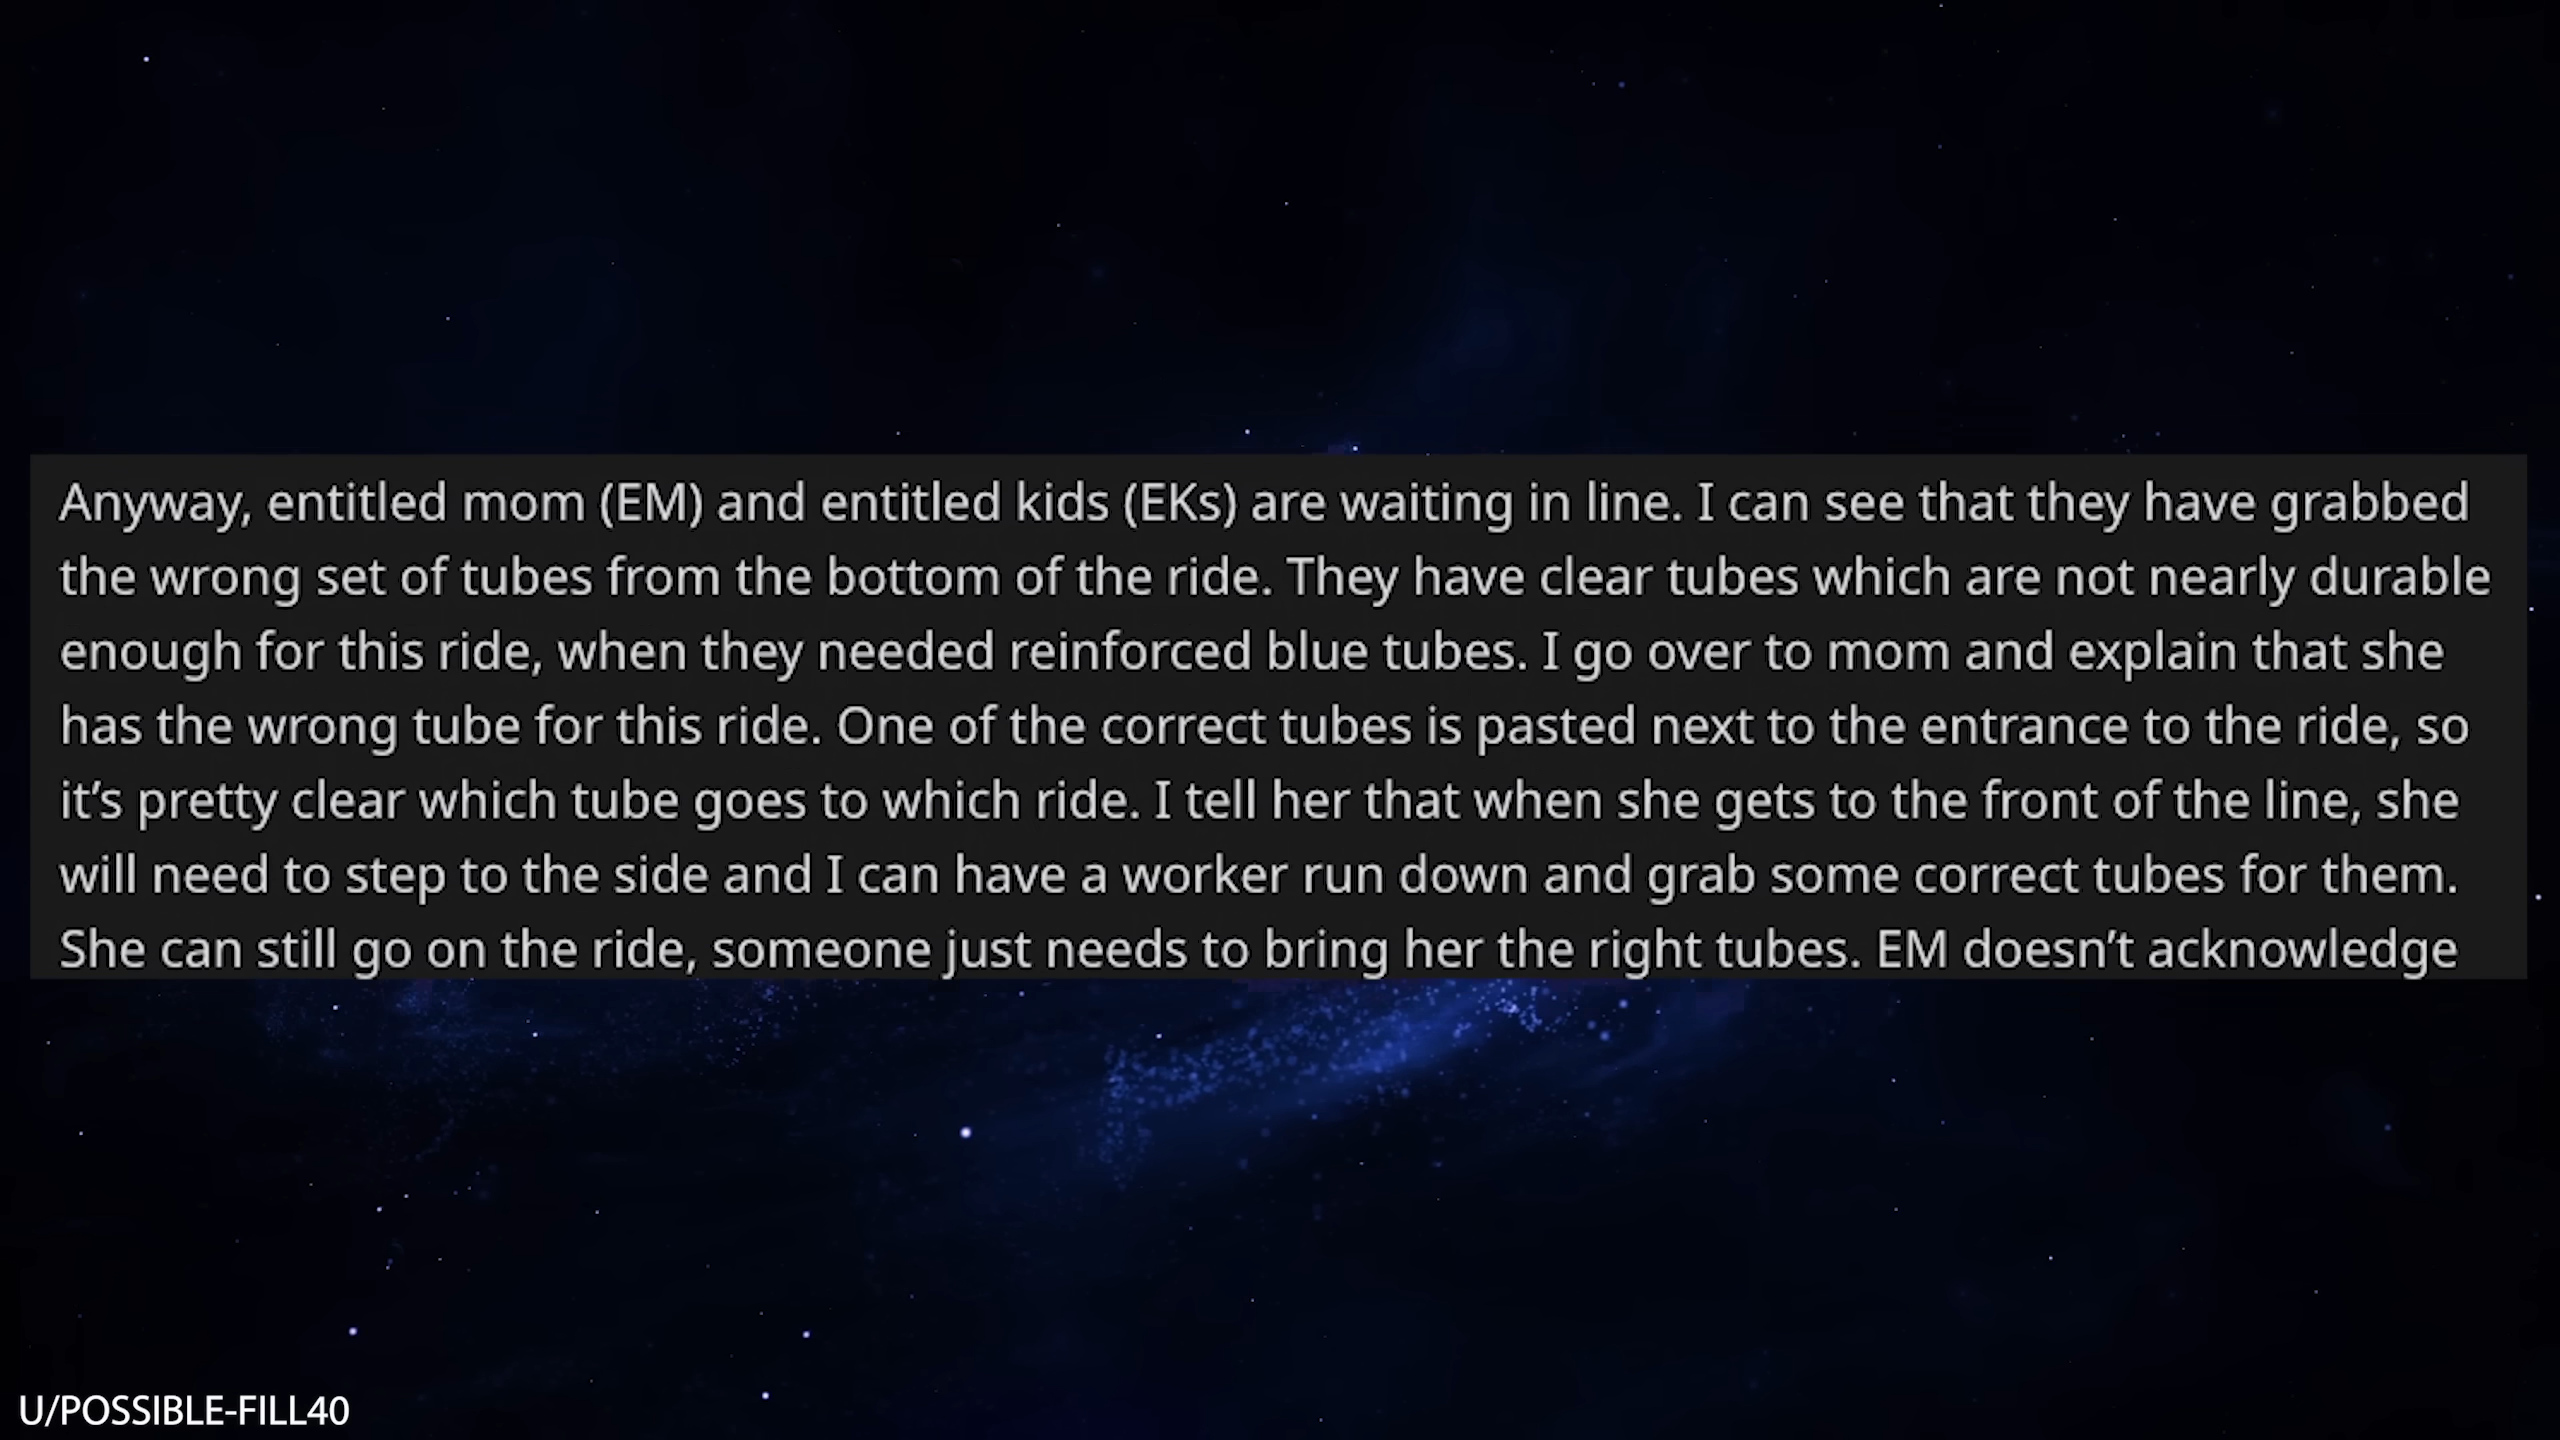 Anyway, entitled mom (EM) and entitled kids (EKs) are waiting in line. I can see that they have grabbed
the wrong set of tubes from the bottom of the ride. They have clear tubes which are not nearly durable
enough for this ride, when they needed reinforced blue tubes. I go over to mom and explain that she
has the wrong tube for this ride. One of the correct tubes is pasted next to the entrance to the ride, so
it’s pretty clear which tube goes to which ride. I tell her that when she gets to the front of the line, she
will need to step to the side and I can have a worker run down and grab some correct tubes for them.
She can still go on the ride, someone just needs to bring her the right tubes. EM doesn’t acknowledge
U/POSSIBLE-FILL40